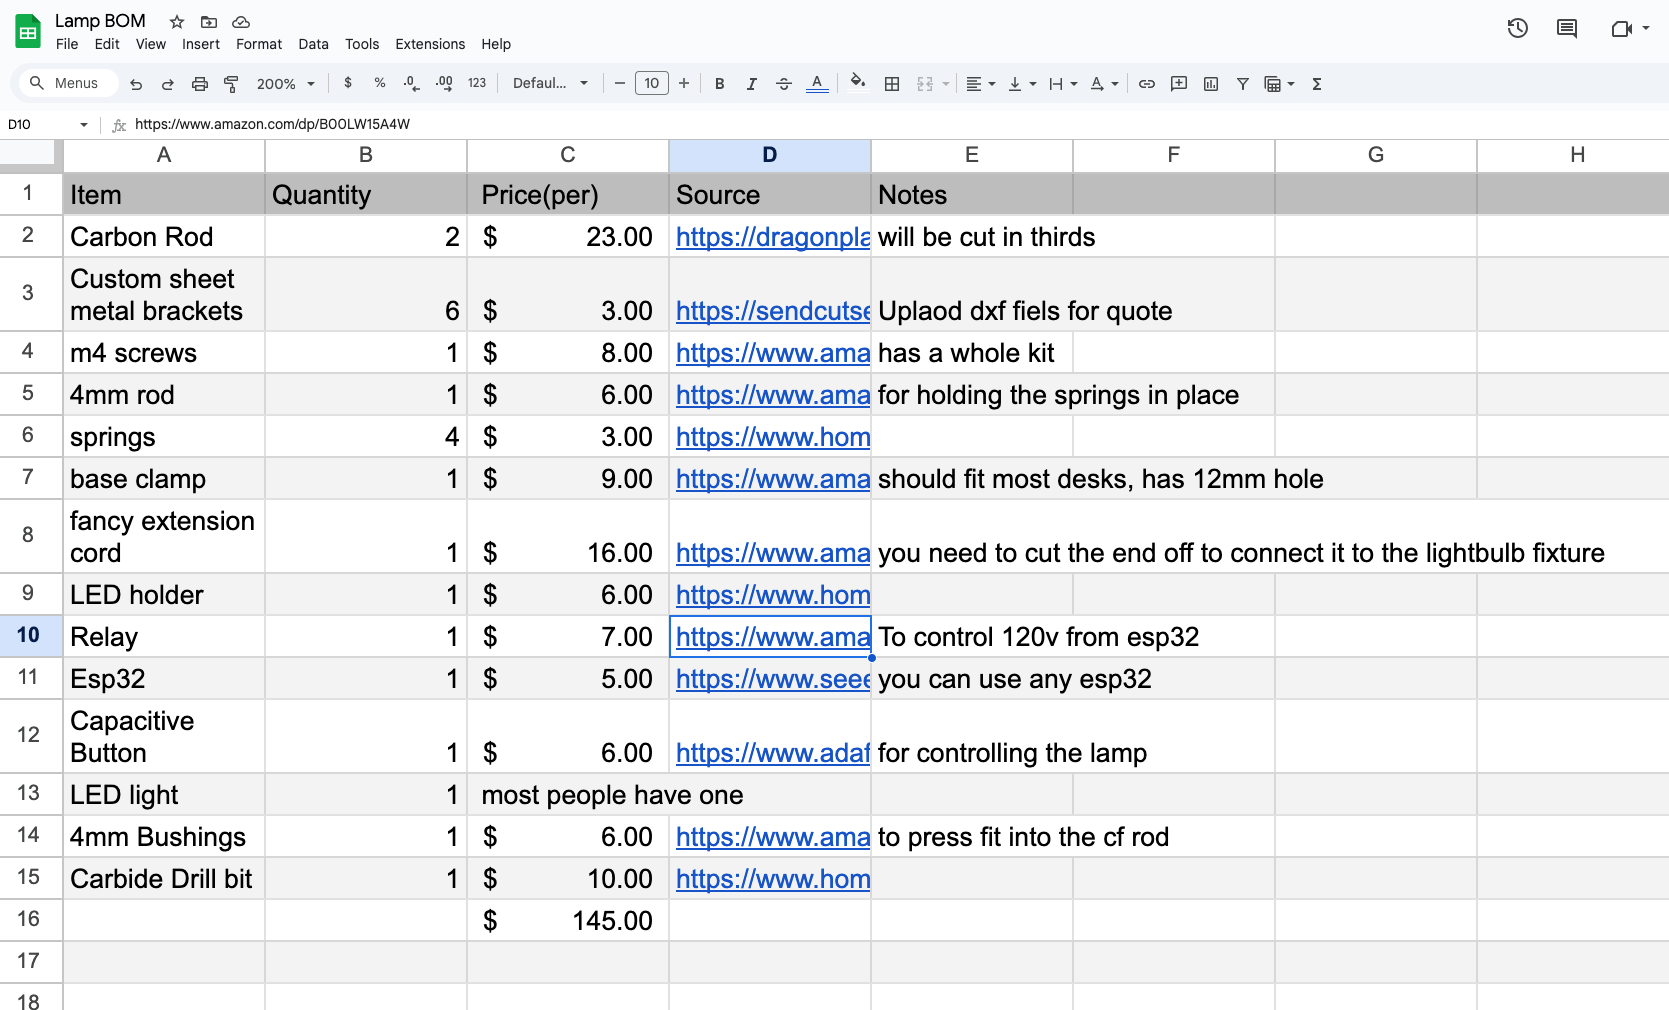 Lamp BOM
File Edit View Insert Format Data Tools Extensions Help
Menus 200% $ % .0 .00 123 Defaul... − 10 + B I S A Σ
D10 fx https://www.amazon.com/dp/B00LW15A4W
A B C D E F G H
1 Item Quantity Price(per) Source Notes
2 Carbon Rod 2 $ 23.00 https://dragonpla will be cut in thirds
Custom sheet
3 metal brackets 6 $ 3.00 https://sendcutse Uplaod dxf fiels for quote
4 m4 screws 1 $ 8.00 https://www.ama has a whole kit
5 4mm rod 1 $ 6.00 https://www.ama for holding the springs in place
6 springs 4 $ 3.00 https://www.hom
7 base clamp 1 $ 9.00 https://www.ama should fit most desks, has 12mm hole
fancy extension
8 cord 1 $ 16.00 https://www.ama you need to cut the end off to connect it to the lightbulb fixture
9 LED holder 1 $ 6.00 https://www.hom
10 Relay 1 $ 7.00 https://www.ama To control 120v from esp32
11 Esp32 1 $ 5.00 https://www.seee you can use any esp32
Capacitive
12 Button 1 $ 6.00 https://www.adaf for controlling the lamp
13 LED light 1 most people have one
14 4mm Bushings 1 $ 6.00 https://www.ama to press fit into the cf rod
15 Carbide Drill bit 1 $ 10.00 https://www.hom
16 $ 145.00
17
18